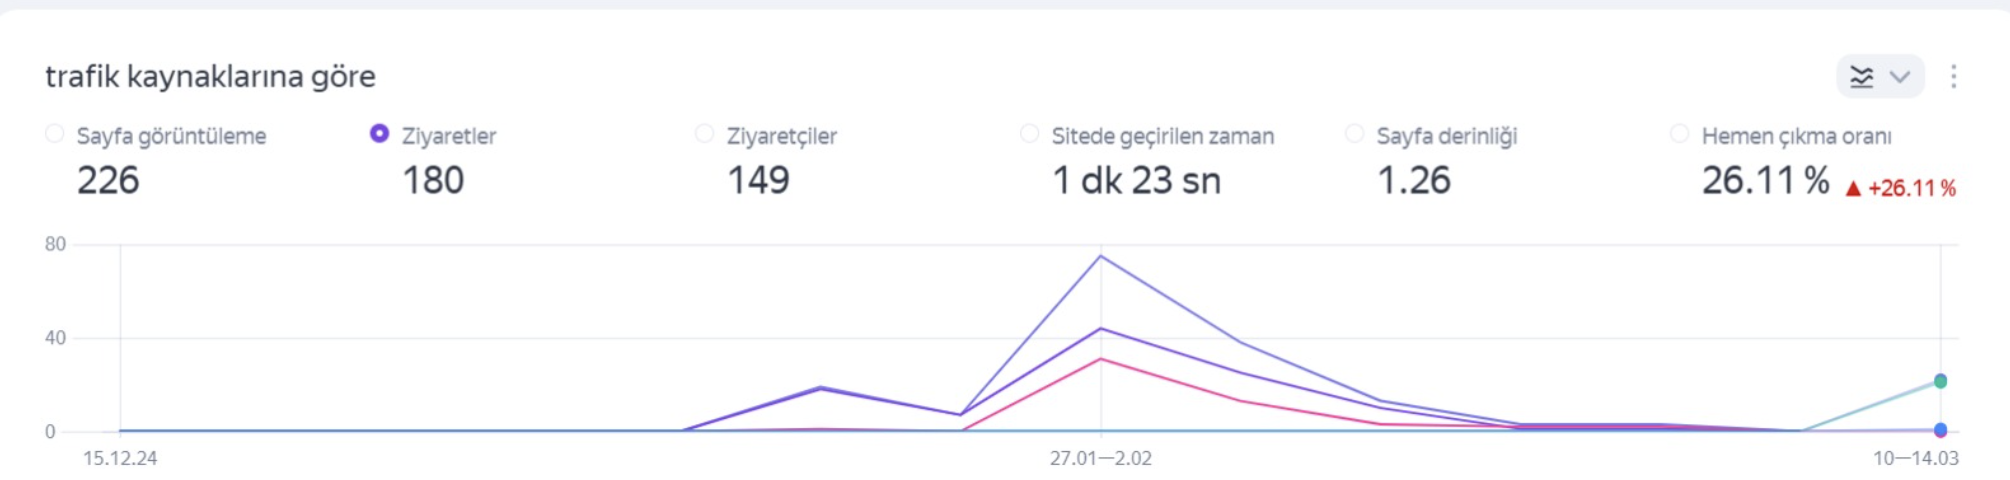 trafik kaynaklarına göre
Sayfa görüntüleme
226
Ziyaretler
180
Ziyaretçiler
149
Sitede geçirilen zaman
1 dk 23 sn
Sayfa derinliği
1.26
Hemen çıkma oranı
26.11 % ▲ +26.11 %
80
40
0
15.12.24
27.01—2.02
10—14.03